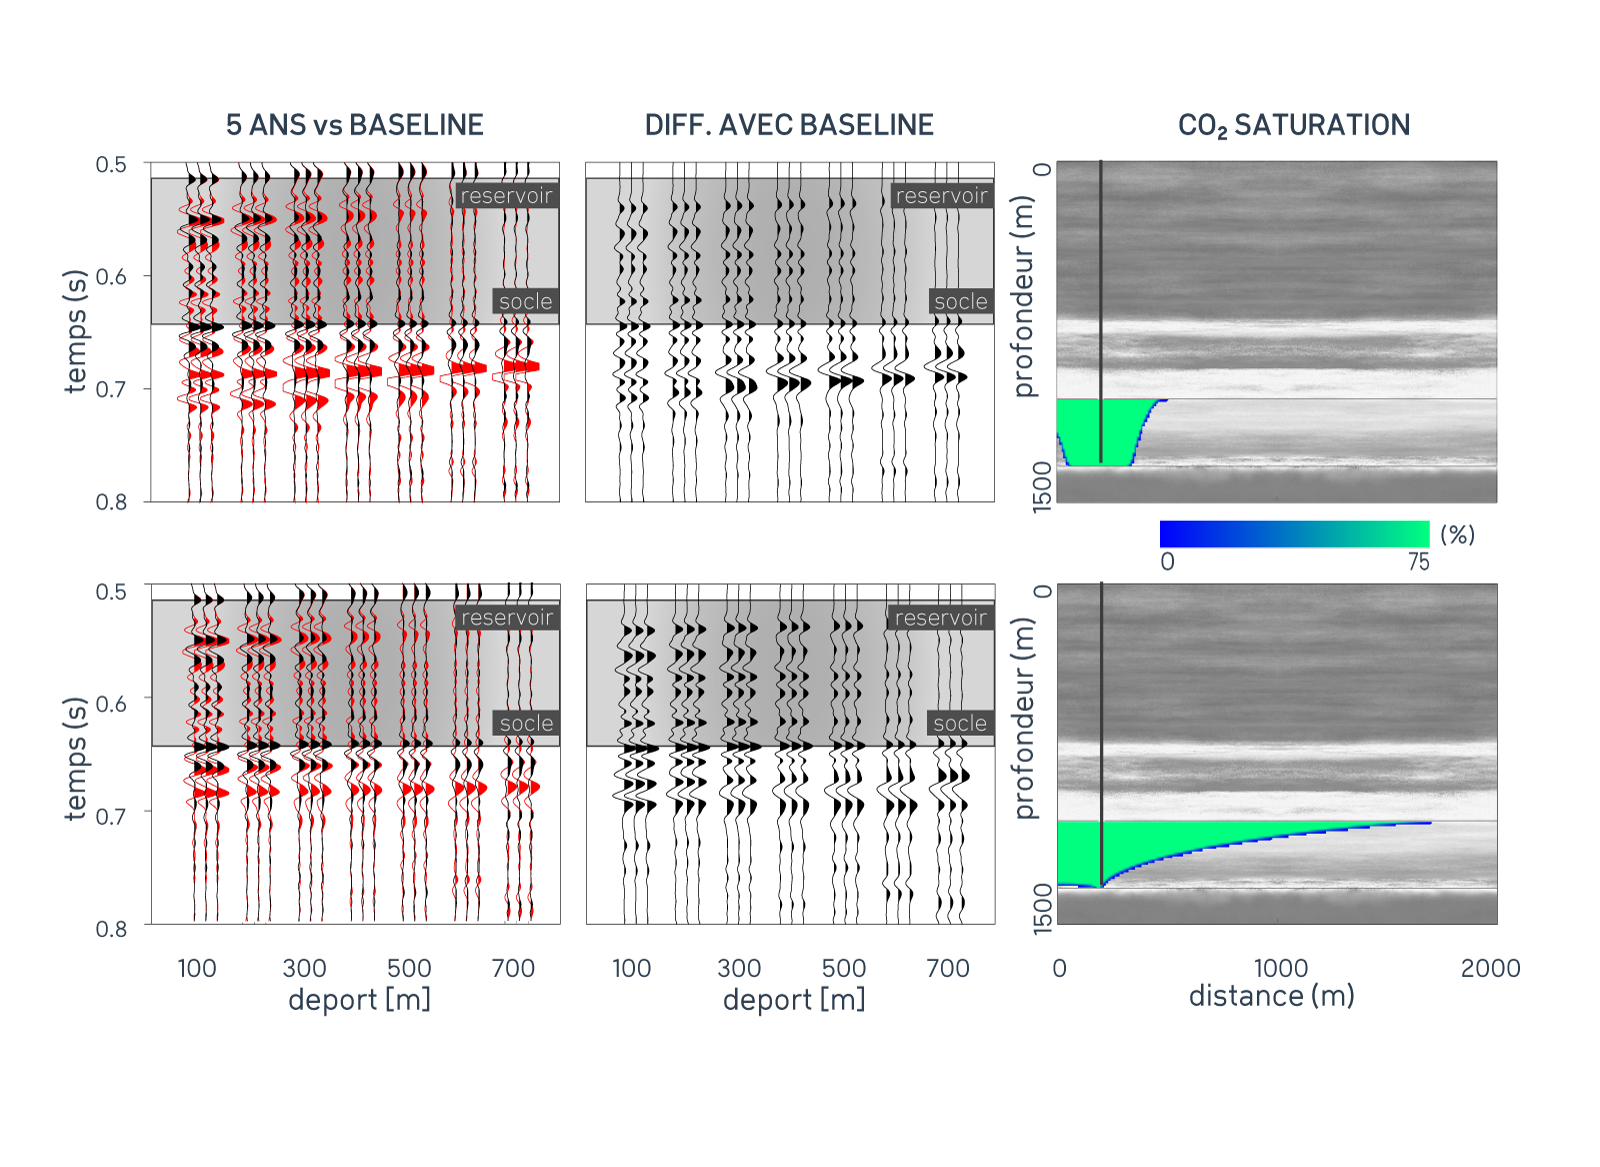 5 ANS vs BASELINE
DIFF. AVEC BASELINE
CO₂ SATURATION
0.5
0.6
0.7
0.8
temps (s)
reservoir
socle
reservoir
socle
0
1500
profondeur (m)
0
75
(%)
0.5
0.6
0.7
0.8
temps (s)
reservoir
socle
reservoir
socle
0
1500
profondeur (m)
100 300 500 700
deport [m]
100 300 500 700
deport [m]
0 1000 2000
distance (m)